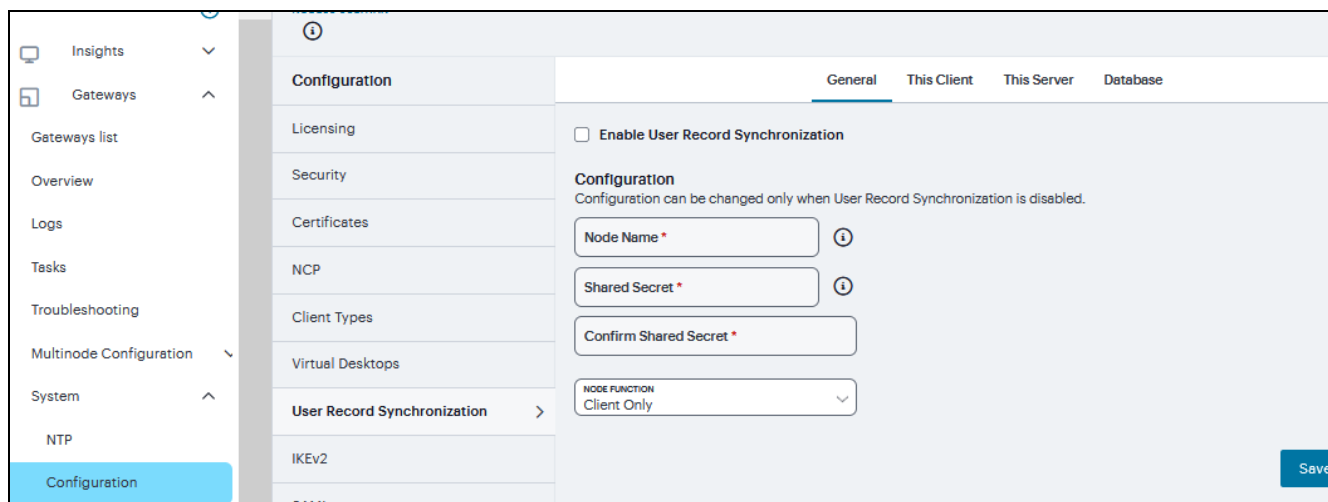 Insights
Gateways
Gateways list
Overview
Logs
Tasks
Troubleshooting
Multinode Configuration
System
NTP
Configuration
Configuration
Licensing
Security
Certificates
NCP
Client Types
Virtual Desktops
User Record Synchronization
IKEv2
General This Client This Server Database
Enable User Record Synchronization
Configuration
Configuration can be changed only when User Record Synchronization is disabled.
Node Name *
Shared Secret *
Confirm Shared Secret *
NODE FUNCTION
Client Only
Save